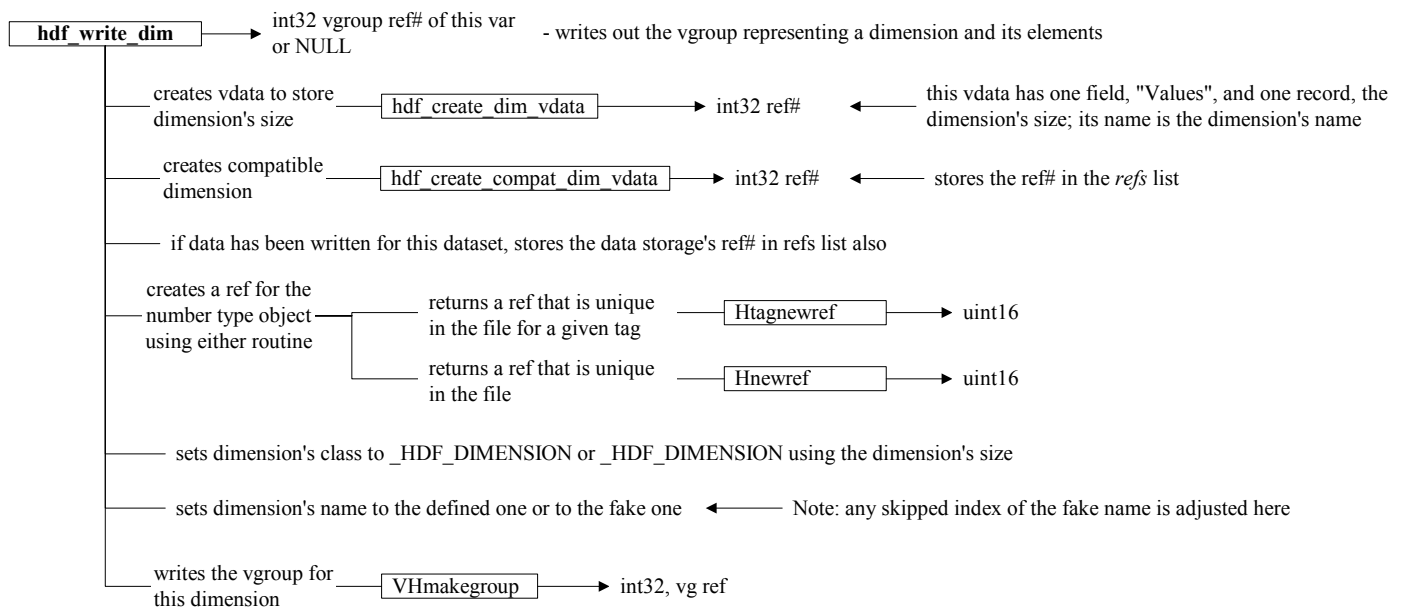 hdf_write_dim
int32 vgroup ref# of this var
or NULL
- writes out the vgroup representing a dimension and its elements
creates vdata to store
dimension's size
hdf_create_dim_vdata
int32 ref#
this vdata has one field, "Values", and one record, the
dimension's size; its name is the dimension's name
creates compatible
dimension
hdf_create_compat_dim_vdata
int32 ref#
stores the ref# in the refs list
if data has been written for this dataset, stores the data storage's ref# in refs list also
creates a ref for the
number type object
using either routine
returns a ref that is unique
in the file for a given tag
Htagnewref
uint16
returns a ref that is unique
in the file
Hnewref
uint16
sets dimension's class to _HDF_DIMENSION or _HDF_DIMENSION using the dimension's size
sets dimension's name to the defined one or to the fake one
Note: any skipped index of the fake name is adjusted here
writes the vgroup for
this dimension
VHmakegroup
int32, vg ref